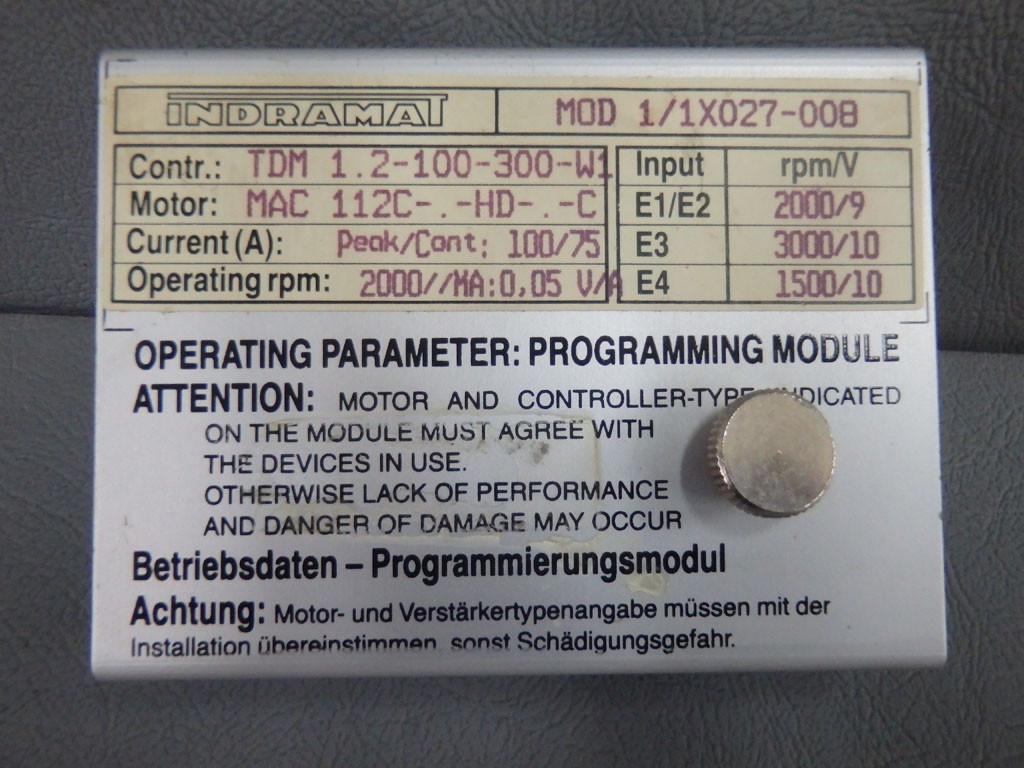 INDRAMAT MOD 1/1X027-008
Contr.: TDM 1.2-100-300-W1 Input rpm/V
Motor: MAC 112C-.-HD-.-C E1/E2 2000/9
Current (A): Peak/Cont: 100/75 E3 3000/10
Operating rpm: 2000//MA:0,05 V/A E4 1500/10
OPERATING PARAMETER: PROGRAMMING MODULE
ATTENTION: MOTOR AND CONTROLLER-TYPE INDICATED
ON THE MODULE MUST AGREE WITH
THE DEVICES IN USE.
OTHERWISE LACK OF PERFORMANCE
AND DANGER OF DAMAGE MAY OCCUR
Betriebsdaten – Programmierungsmodul
Achtung: Motor- und Verstärkertypenangabe müssen mit der
Installation übereinstimmen, sonst Schädigungsgefahr.